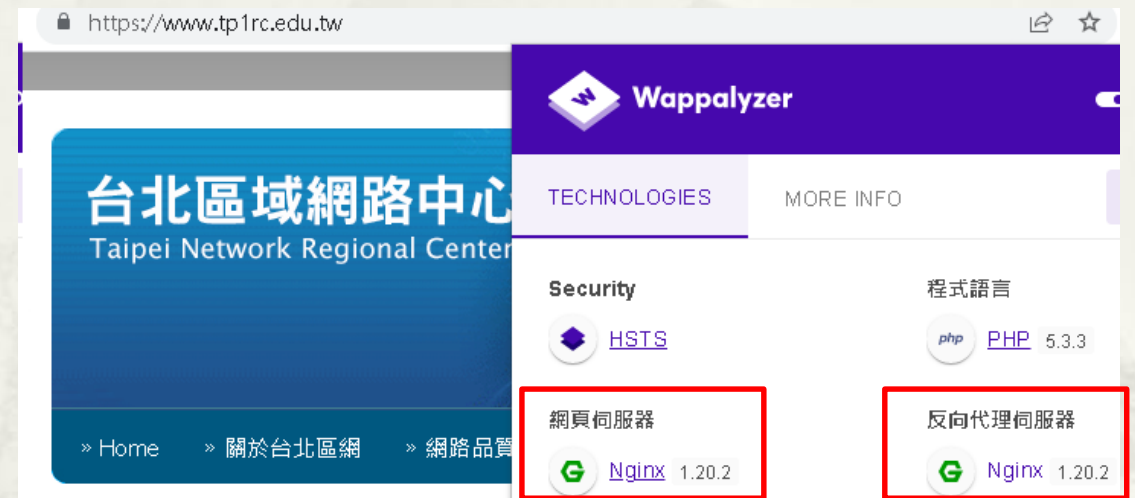 https://www.tp1rc.edu.tw
Wappalyzer
台北區域網路中心
Taipei Network Regional Center
TECHNOLOGIES
MORE INFO
Security
HSTS
程式語言
php
PHP 5.3.3
網頁伺服器
Nginx 1.20.2
反向代理伺服器
Nginx 1.20.2
» Home » 關於台北區網 » 網路品質